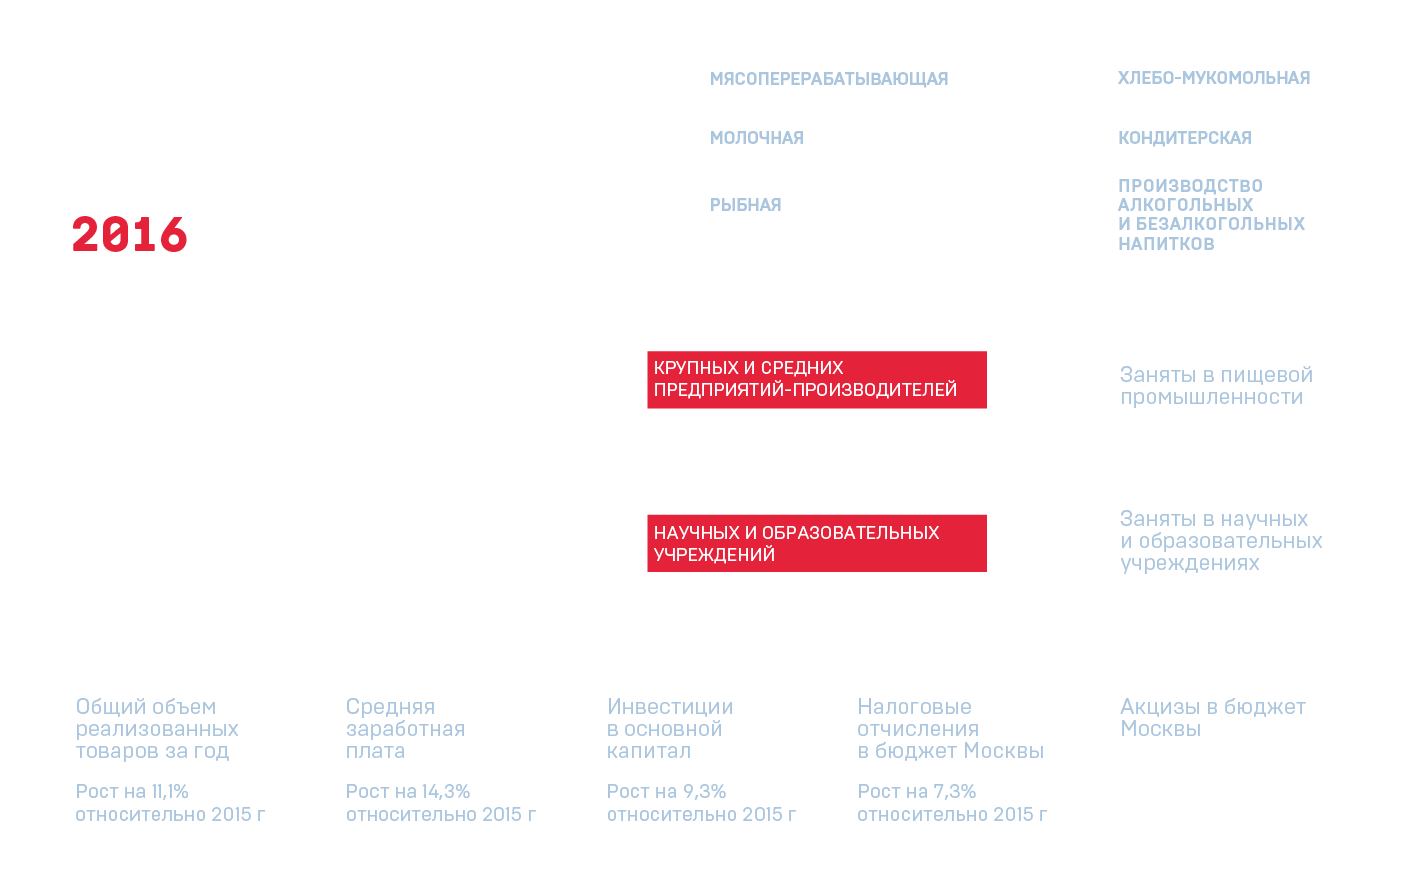 МЯСОПЕРЕРАБАТЫВАЮЩАЯ
ХЛЕБО-МУКОМОЛЬНАЯ
МОЛОЧНАЯ
КОНДИТЕРСКАЯ
РЫБНАЯ
ПРОИЗВОДСТВО
АЛКОГОЛЬНЫХ
И БЕЗАЛКОГОЛЬНЫХ
НАПИТКОВ
2016
КРУПНЫХ И СРЕДНИХ
ПРЕДПРИЯТИЙ-ПРОИЗВОДИТЕЛЕЙ
Заняты в пищевой
промышленности
НАУЧНЫХ И ОБРАЗОВАТЕЛЬНЫХ
УЧРЕЖДЕНИЙ
Заняты в научных
и образовательных
учреждениях
Общий объем
реализованных
товаров за год
Рост на 11,1%
относительно 2015 г
Средняя
заработная
плата
Рост на 14,3%
относительно 2015 г
Инвестиции
в основной
капитал
Рост на 9,3%
относительно 2015 г
Налоговые
отчисления
в бюджет Москвы
Рост на 7,3%
относительно 2015 г
Акцизы в бюджет
Москвы